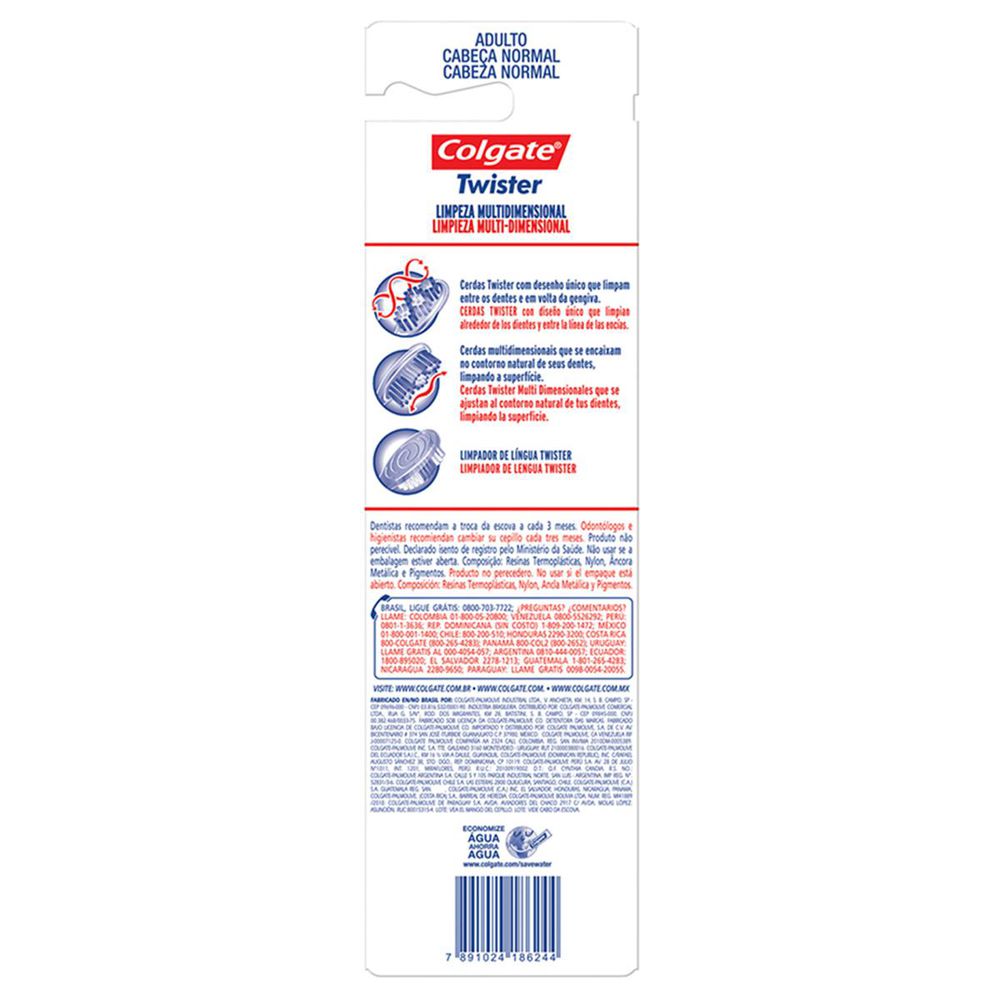 ADULTO
CABEÇA NORMAL
CABEZA NORMAL
Colgate®
Twister
LIMPEZA MULTIDIMENSIONAL
LIMPIEZA MULTI-DIMENSIONAL
Cerdas Twister com desenho único que limpam
entre os dentes e em volta da gengiva.
CERDAS TWISTER con diseño único que limpian
alrededor de los dientes y entre la línea de las encías.
Cerdas multidimensionais que se encaixam
no contorno natural de seus dentes,
limpando a superfície.
Cerdas Twister Multi Dimensionales que se
ajustan al contorno natural de tus dientes,
limpiando la superficie.
LIMPADOR DE LÍNGUA TWISTER
LIMPIADOR DE LENGUA TWISTER
Dentistas recomendam a troca da escova a cada 3 meses. Odontólogos e
higienistas recomiendan cambiar su cepillo cada tres meses. Produto não
perecível. Declarado isento de registro pelo Ministério da Saúde. Não usar se a
embalagem estiver aberta. Composição: Resinas Termoplásticas, Nylon, Âncora
Metálica e Pigmentos. Producto no perecedero. No usar si el empaque está
abierto. Composición: Resinas Termoplásticas, Nylon, Ancla Metálica y Pigmentos.
BRASIL, LIGUE GRÁTIS: 0800-703-7722; ¿PREGUNTAS? ¿COMENTARIOS?
LLAME: COLOMBIA 01-800-05-20800; VENEZUELA 0800-5526292; PERU:
0801-1-3636; REP. DOMINICANA (SIN COSTO) 1-809-200-1472; MÉXICO
01-800-001-1400; CHILE: 800-200-510; HONDURAS 2290-3200; COSTA RICA
800-COLGATE (800-265-4283); PANAMÁ 800-COL2 (800-2652); URUGUAY:
LLAME GRATIS AL 000-4054-057; ARGENTINA 0810-444-0057; ECUADOR:
1800-895020; EL SALVADOR 2278-1213; GUATEMALA 1-801-265-4283;
NICARAGUA 2280-9650; PARAGUAY: LLAME GRATIS 0098-0054-20055.
VISITE: WWW.COLGATE.COM.BR • WWW.COLGATE.COM. • WWW.COLGATE.COM.MX
FABRICADO EN/NO BRASIL POR: COLGATE-PALMOLIVE INDUSTRIAL LTDA.
ECONOMIZE
ÁGUA
AHORRA
AGUA
www.colgate.com/savewater
7 891024 186244